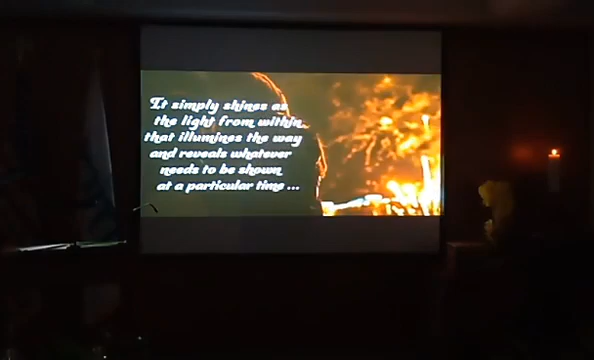 It simply shines as
the light from within
that illumines the way
and reveals whatever
needs to be shown
at a particular time ...